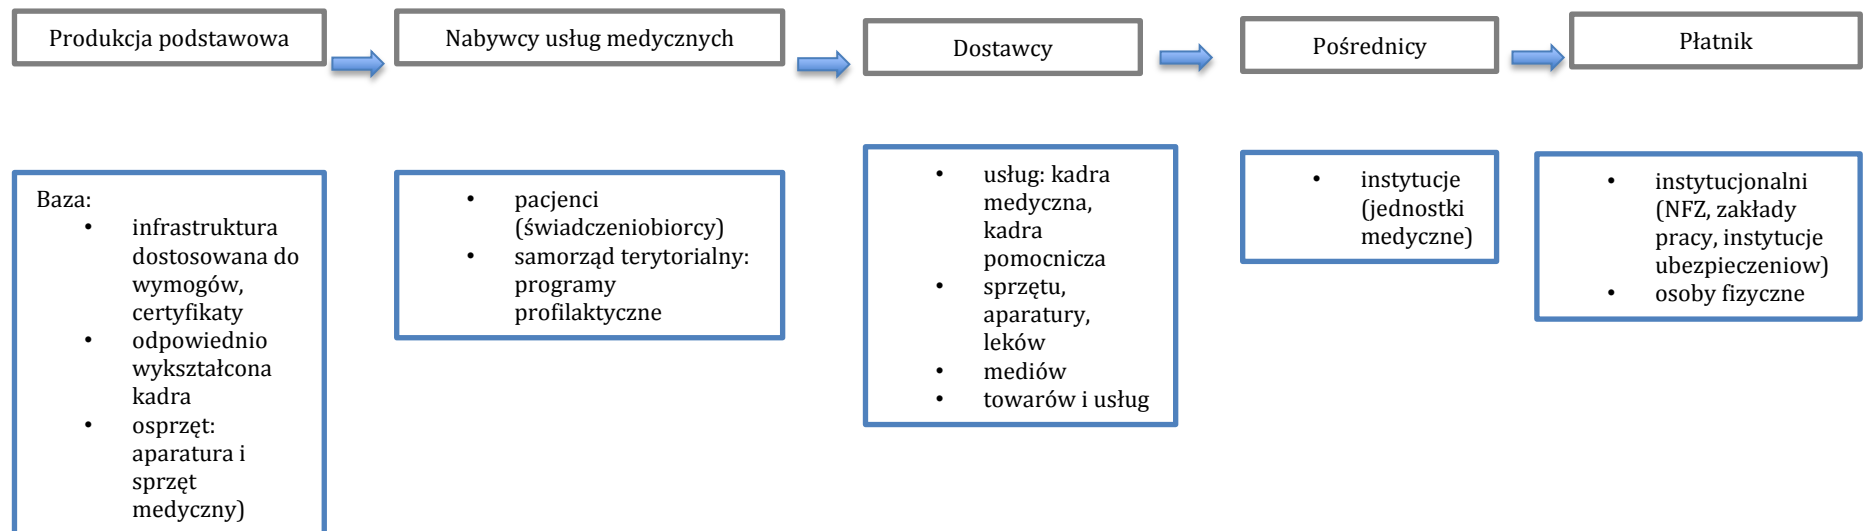 Produkcja podstawowa
Nabywcy usług medycznych
Dostawcy
Pośrednicy
Płatnik
Baza:
• infrastruktura
dostosowana do
wymogów,
certyfikaty
• odpowiednio
wykształcona
kadra
• osprzęt:
aparatura i
sprzęt
medyczny)
• pacjenci
(świadczeniobiorcy)
• samorząd terytorialny:
programy
profilaktyczne
• usług: kadra
medyczna,
kadra
pomocnicza
• sprzętu,
aparatury,
leków
• mediów
• towarów i usług
• instytucje
(jednostki
medyczne)
• instytucjonalni
(NFZ, zakłady
pracy, instytucje
ubezpieczeniow)
• osoby fizyczne